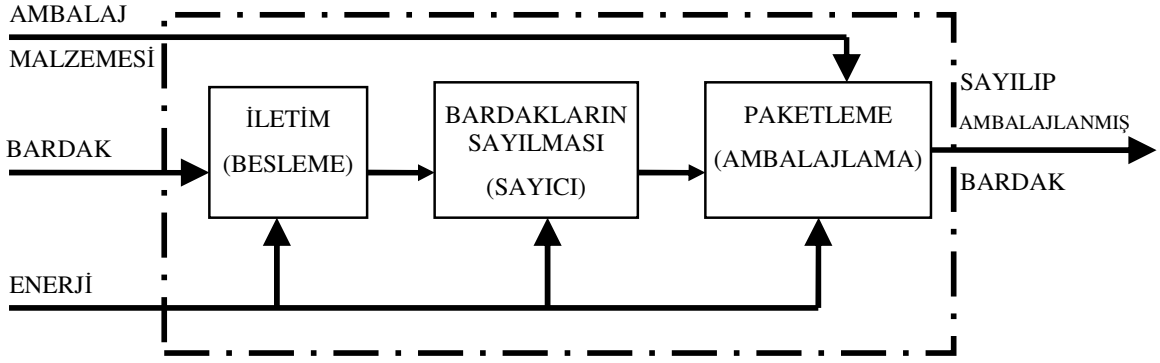 AMBALAJ
MALZEMESİ
BARDAK
ENERJİ
İLETİM
(BESLEME)
BARDAKLARIN
SAYILMASI
(SAYICI)
PAKETLEME
(AMBALAJLAMA)
SAYILIP
AMBALAJLANMIŞ
BARDAK